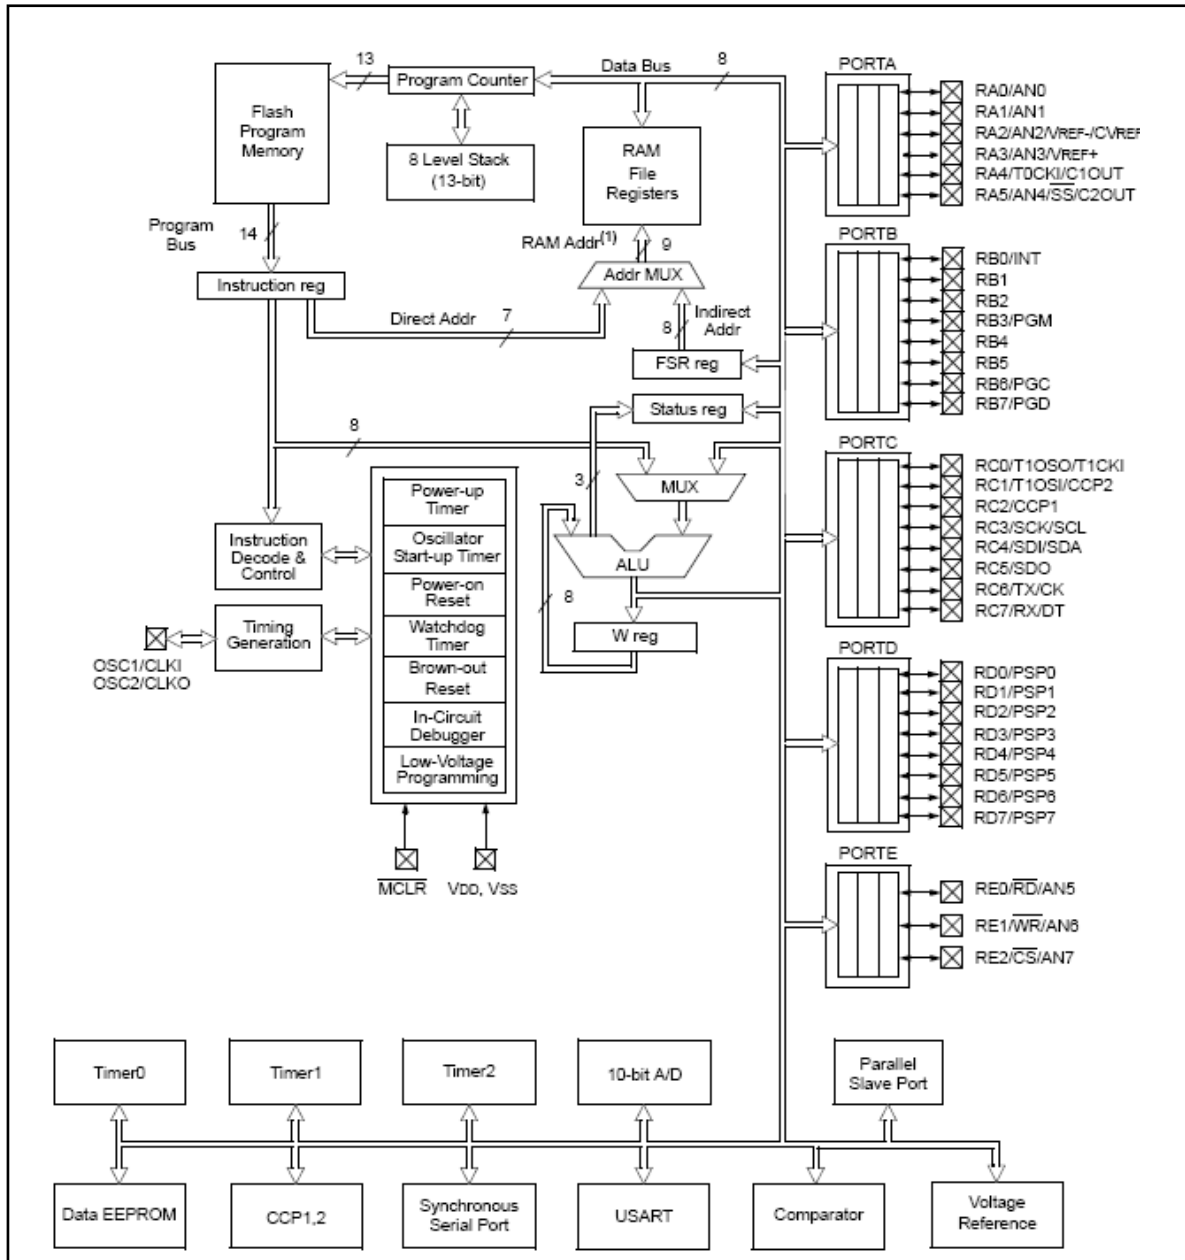 13
Program Counter
Data Bus
8
Flash
Program
Memory
8 Level Stack
(13-bit)
RAM
File
Registers
Program
Bus
14
RAM Addr(1)
9
Addr MUX
Instruction reg
Direct Addr
7
Indirect
Addr
8
FSR reg
Status reg
8
3
MUX
ALU
8
W reg
Instruction
Decode &
Control
Timing
Generation
OSC1/CLKI
OSC2/CLKO
Power-up
Timer
Oscillator
Start-up Timer
Power-on
Reset
Watchdog
Timer
Brown-out
Reset
In-Circuit
Debugger
Low-Voltage
Programming
MCLR
VDD, VSS
PORTA
RA0/AN0
RA1/AN1
RA2/AN2/VREF-/CVREF
RA3/AN3/VREF+
RA4/T0CKI/C1OUT
RA5/AN4/SS/C2OUT
PORTB
RB0/INT
RB1
RB2
RB3/PGM
RB4
RB5
RB6/PGC
RB7/PGD
PORTC
RC0/T1OSO/T1CKI
RC1/T1OSI/CCP2
RC2/CCP1
RC3/SCK/SCL
RC4/SDI/SDA
RC5/SDO
RC6/TX/CK
RC7/RX/DT
PORTD
RD0/PSP0
RD1/PSP1
RD2/PSP2
RD3/PSP3
RD4/PSP4
RD5/PSP5
RD6/PSP6
RD7/PSP7
PORTE
RE0/RD/AN5
RE1/WR/AN6
RE2/CS/AN7
Timer0
Timer1
Timer2
10-bit A/D
Parallel
Slave Port
Data EEPROM
CCP1,2
Synchronous
Serial Port
USART
Comparator
Voltage
Reference